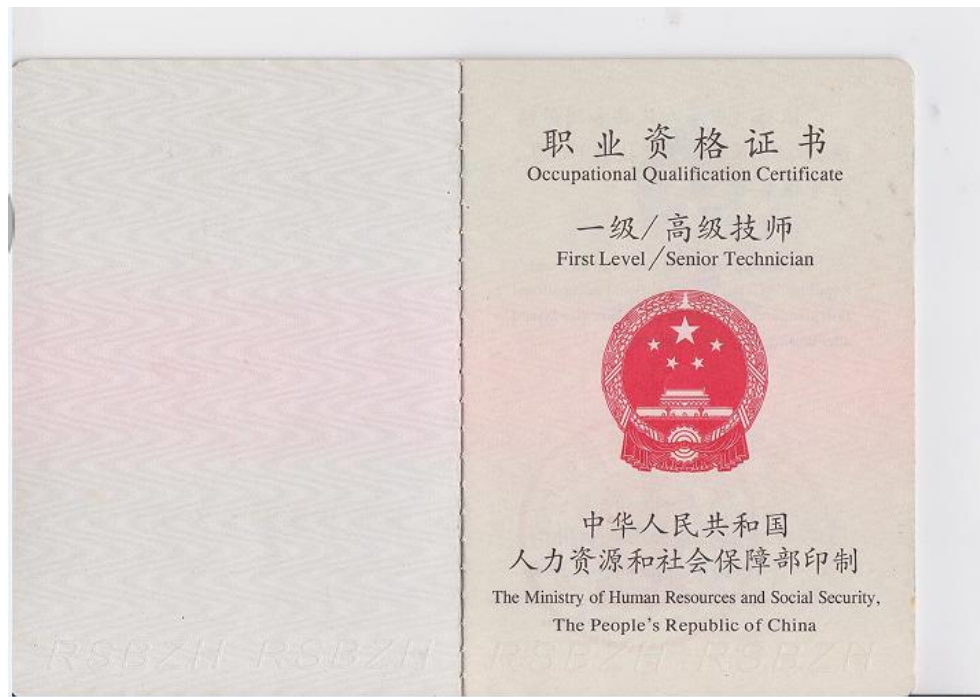 职业资格证书
Occupational Qualification Certificate
一级/高级技师
First Level/Senior Technician
中华人民共和国
人力资源和社会保障部印制
The Ministry of Human Resources and Social Security,
The People's Republic of China
RSBZH RSBZH RSBZH RSBZH